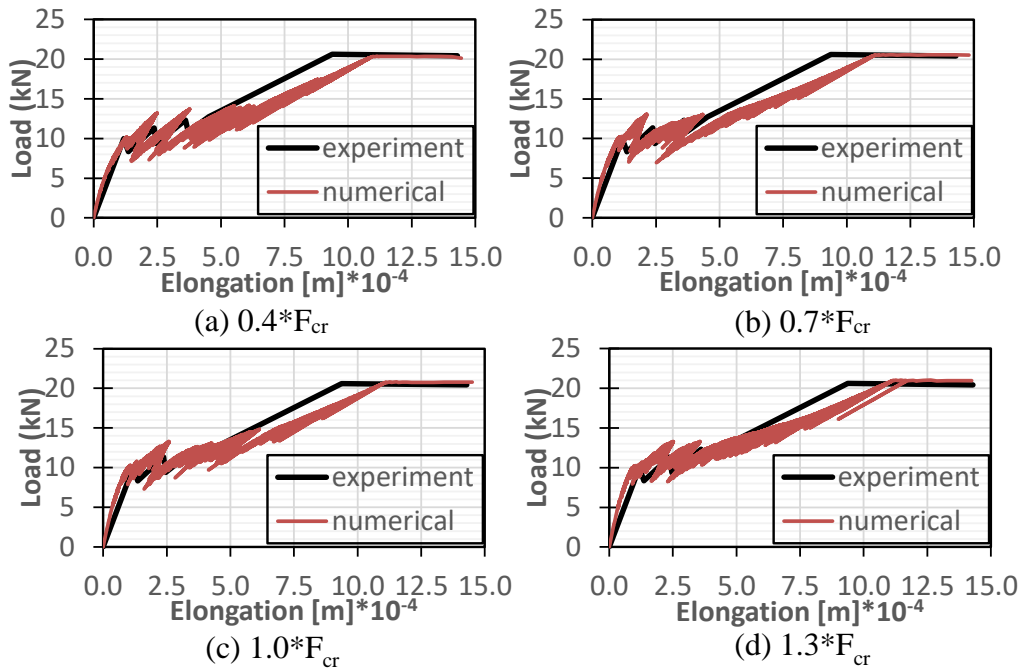 25
20
15
10
5
0
Load (kN)
experiment
numerical
0.0 2.5 5.0 7.5 10.0 12.5 15.0
Elongation [m]*10-4
(a) 0.4*Fcr
25
20
15
10
5
0
Load (kN)
experiment
numerical
0.0 2.5 5.0 7.5 10.0 12.5 15.0
Elongation [m]*10-4
(b) 0.7*Fcr
25
20
15
10
5
0
Load (kN)
experiment
numerical
0.0 2.5 5.0 7.5 10.0 12.5 15.0
Elongation [m]*10-4
(c) 1.0*Fcr
25
20
15
10
5
0
Load (kN)
experiment
numerical
0.0 2.5 5.0 7.5 10.0 12.5 15.0
Elongation [m]*10-4
(d) 1.3*Fcr